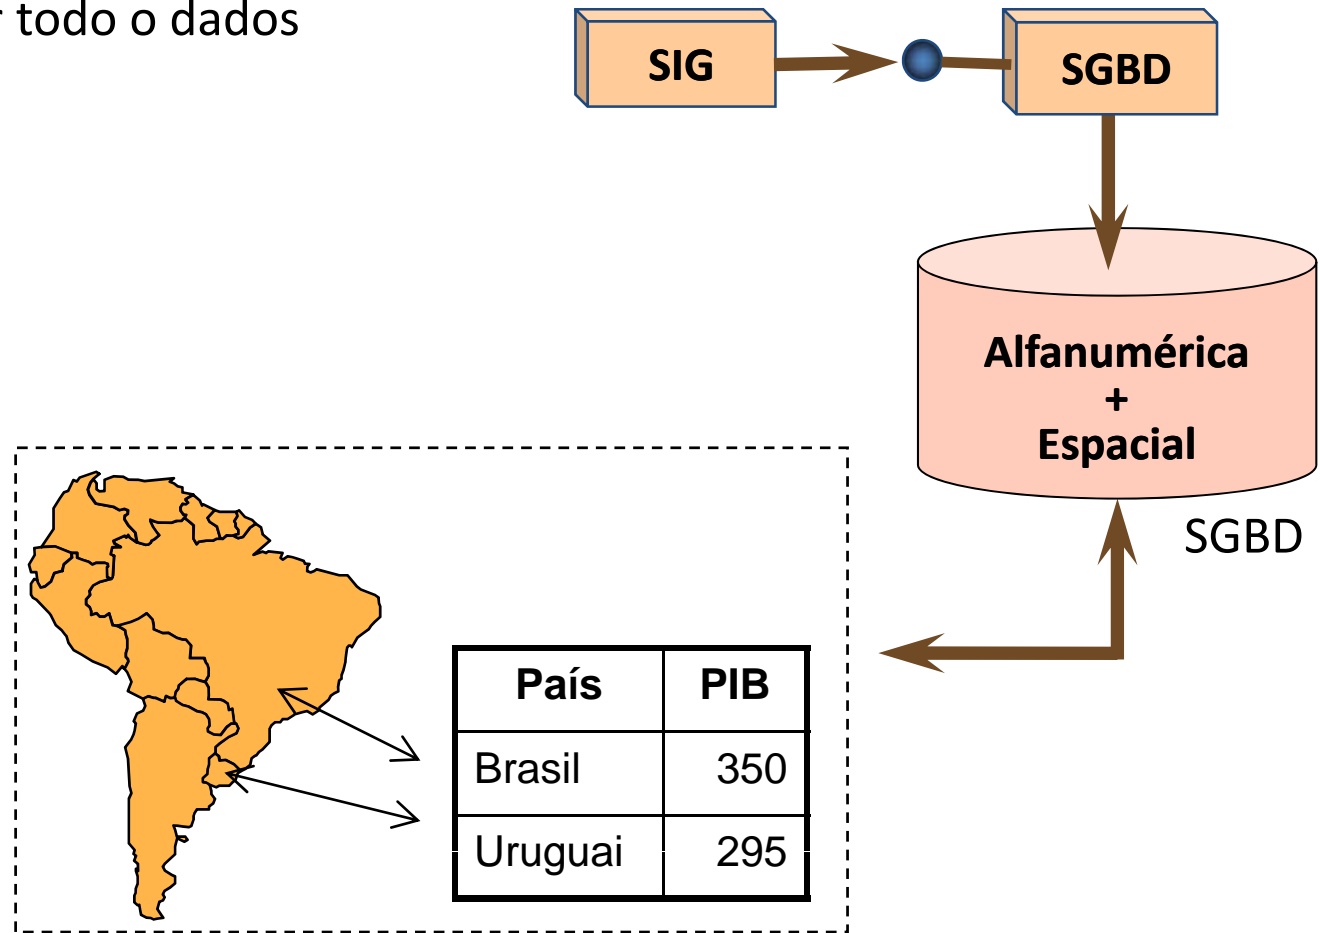 r todo o dados
SIG
SGBD
Alfanumérica
+
Espacial
SGBD
País PIB
Brasil 350
Uruguai 295